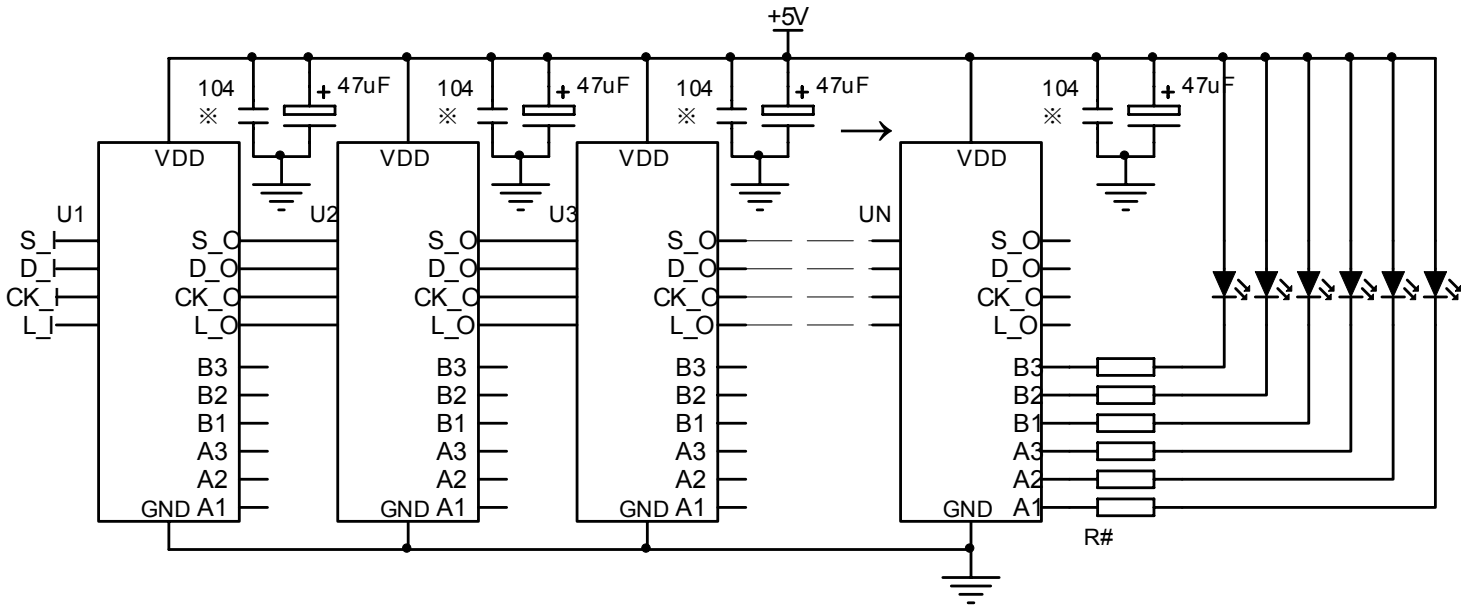 +5V
104
※
+ 47uF
104
※
+ 47uF
104
※
+ 47uF
104
※
+ 47uF
VDD
VDD
VDD
VDD
U1
U2
U3
UN
S_I
D_I
CK_I
L_I
S_O
D_O
CK_O
L_O
B3
B2
B1
A3
A2
GND A1
S_O
D_O
CK_O
L_O
B3
B2
B1
A3
A2
GND A1
S_O
D_O
CK_O
L_O
B3
B2
B1
A3
A2
GND A1
S_O
D_O
CK_O
L_O
B3
B2
B1
A3
A2
GND A1
R#